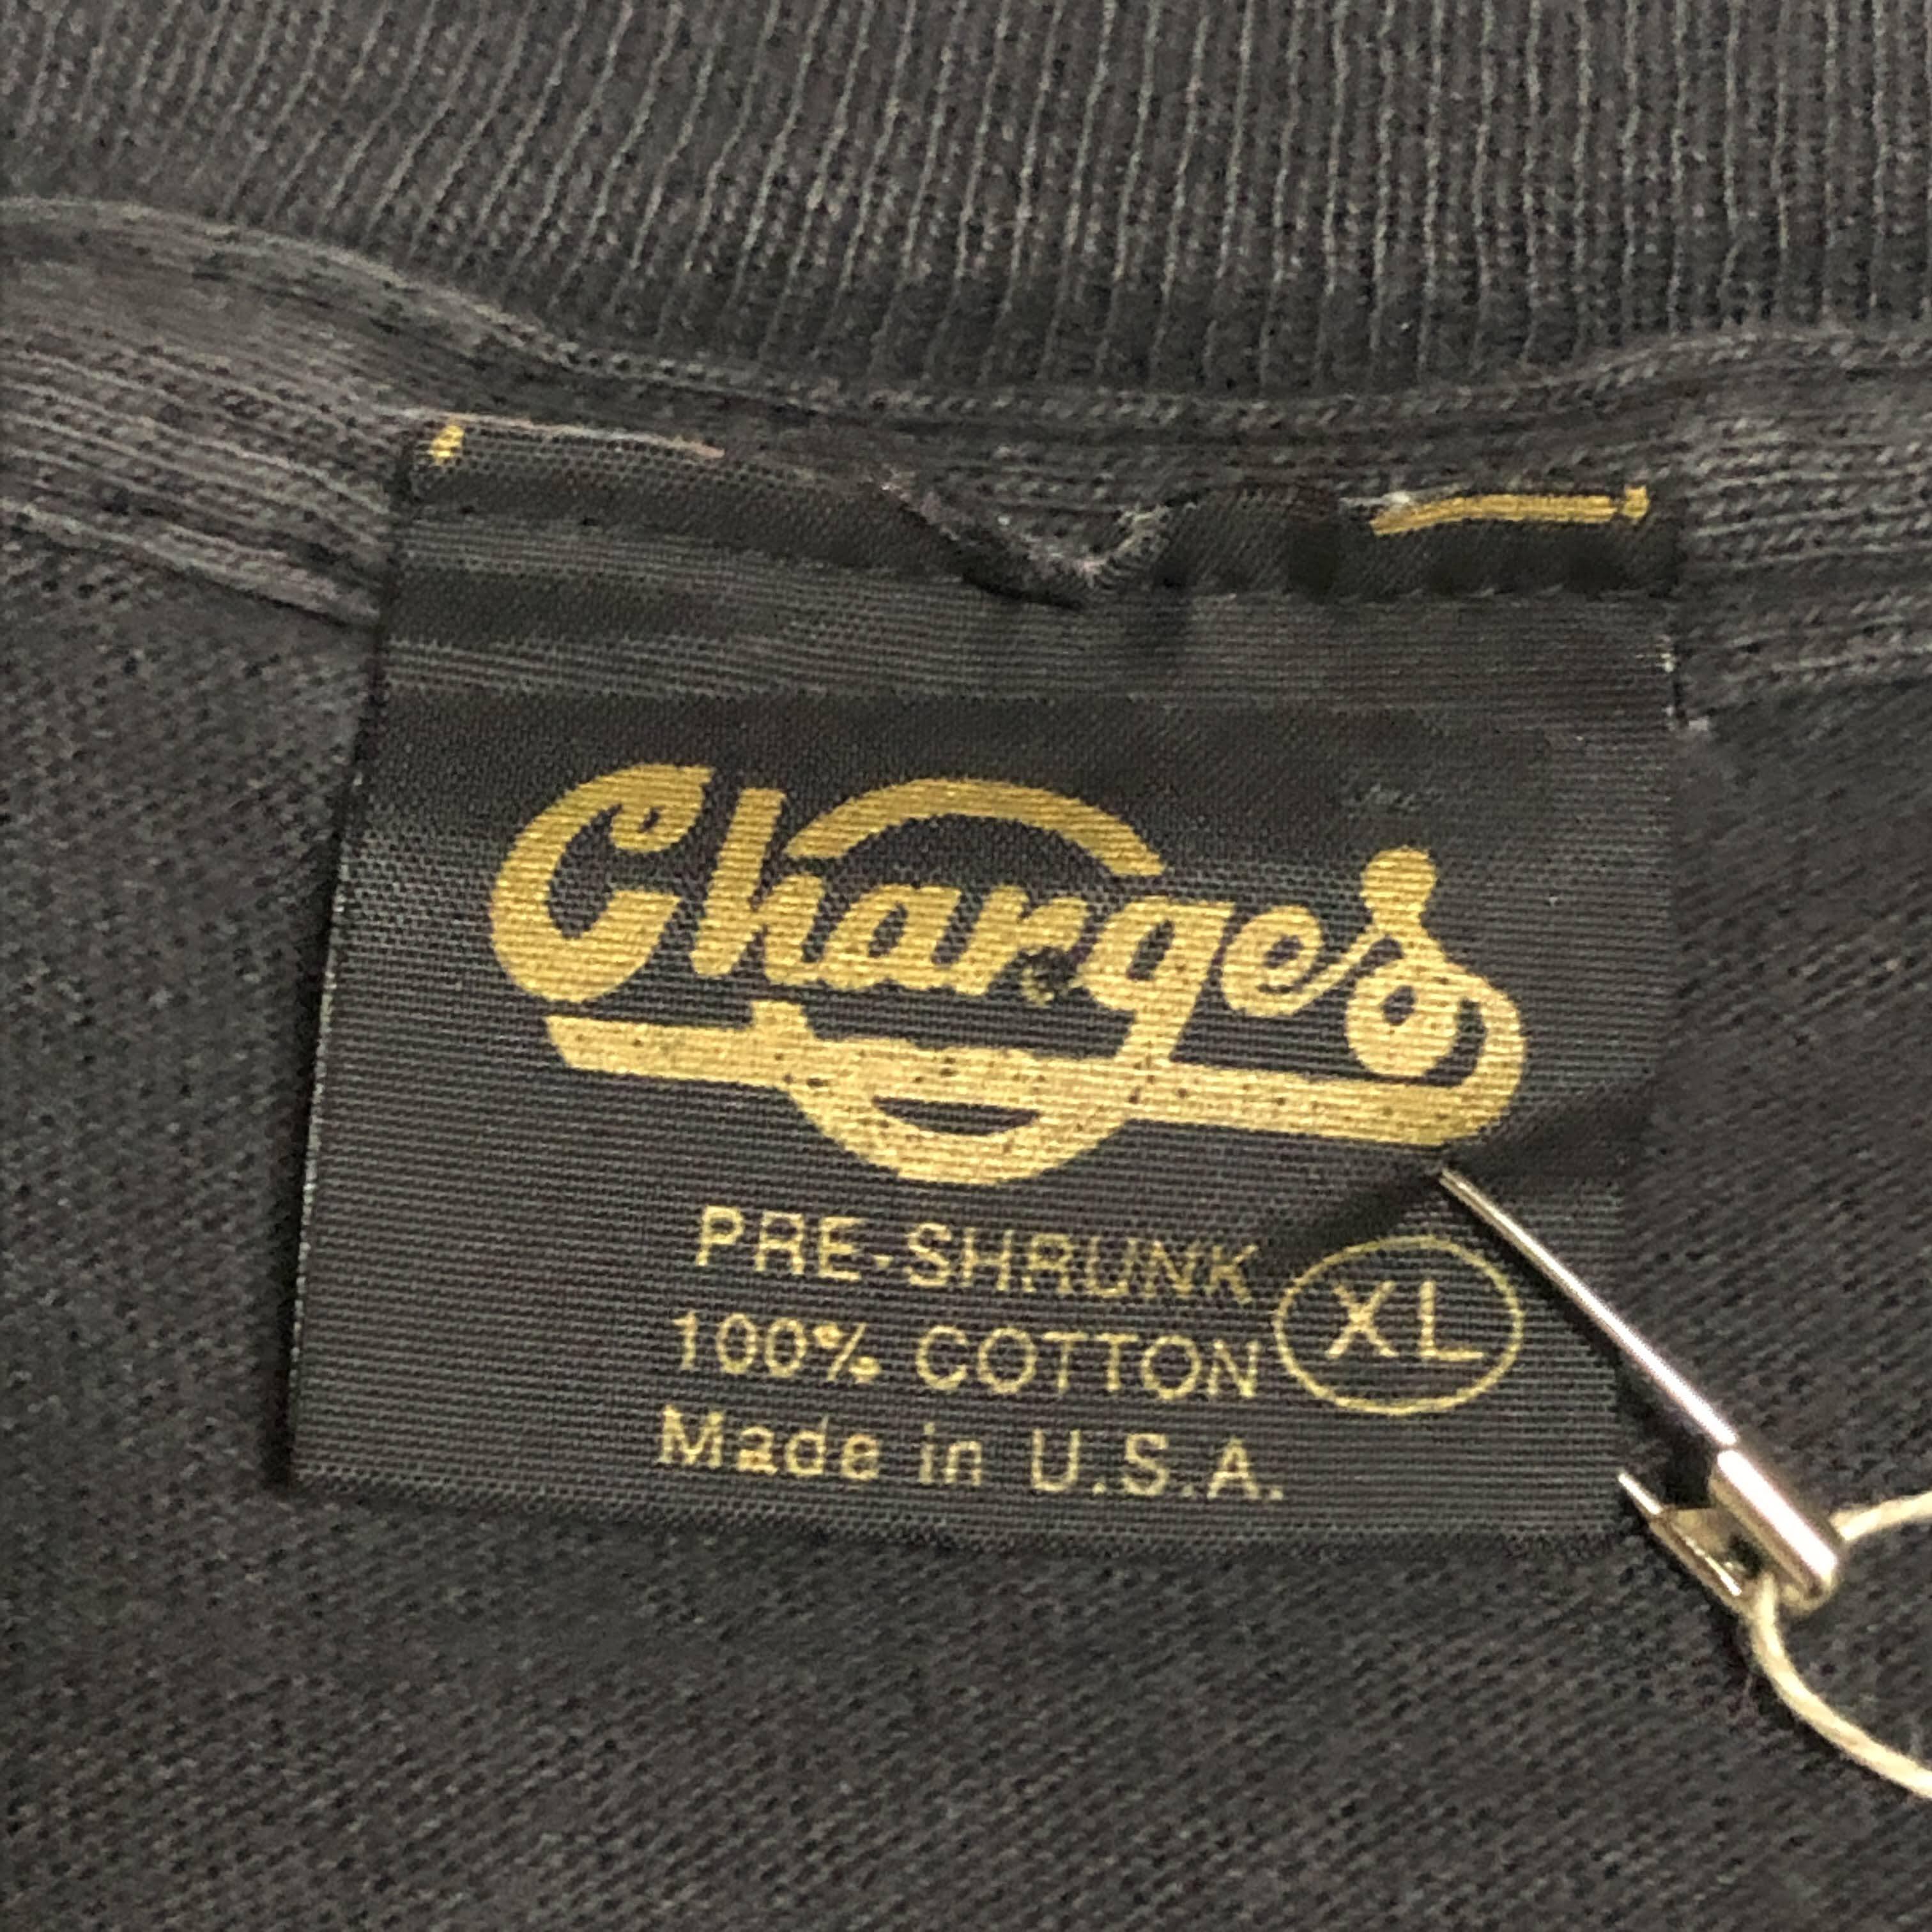 Charges
PRE-SHRUNK
100% COTTON
XL
Made in U.S.A.